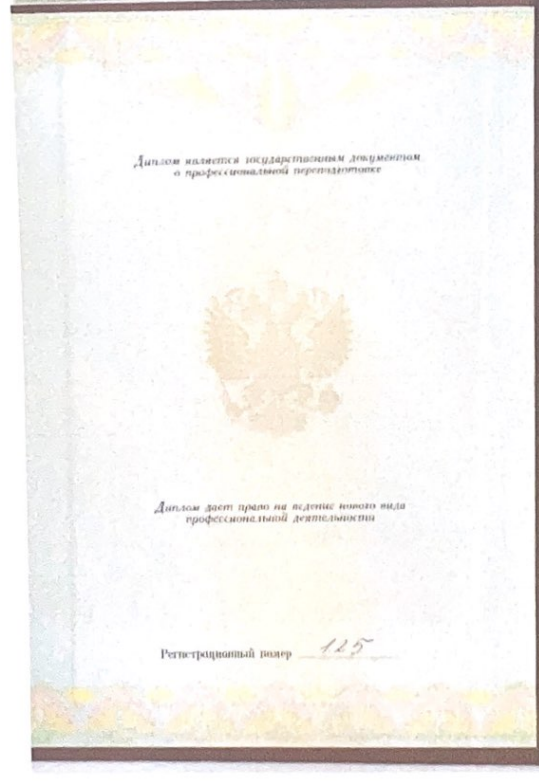 Диплом является государственным документом
о профессиональной переподготовке
Диплом дает право на ведение нового вида
профессиональной деятельности
Регистрационный номер 125